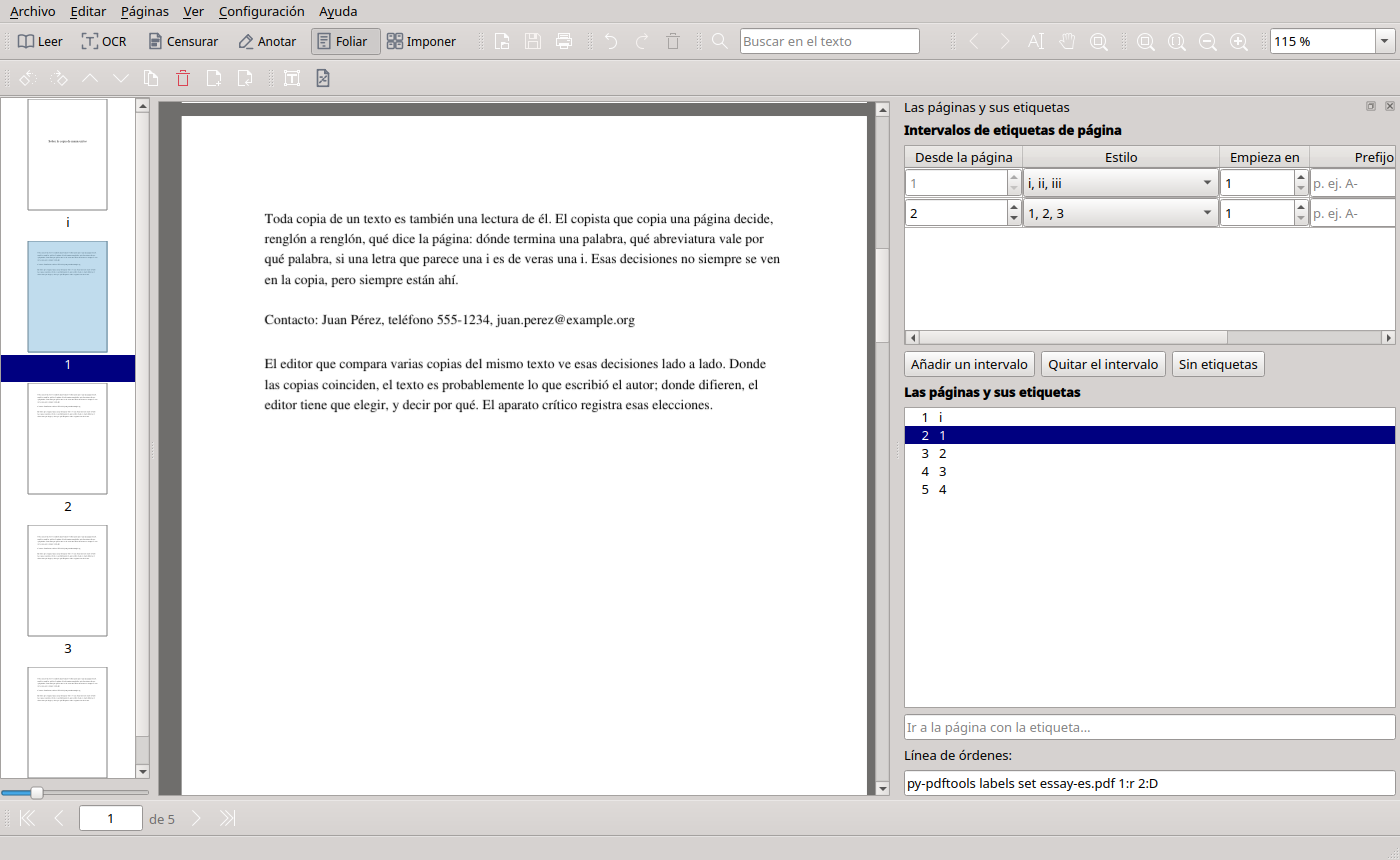 Archivo Editar Páginas Ver Configuración Ayuda
Leer OCR Censurar Anotar Foliar Imponer Buscar en el texto 115 %
i
1
2
3
Toda copia de un texto es también una lectura de él. El copista que copia una página decide,
renglón a renglón, qué dice la página: dónde termina una palabra, qué abreviatura vale por
qué palabra, si una letra que parece una i es de veras una i. Esas decisiones no siempre se ven
en la copia, pero siempre están ahí.
Contacto: Juan Pérez, teléfono 555-1234, juan.perez@example.org
El editor que compara varias copias del mismo texto ve esas decisiones lado a lado. Donde
las copias coinciden, el texto es probablemente lo que escribió el autor; donde difieren, el
editor tiene que elegir, y decir por qué. El aparato crítico registra esas elecciones.
Las páginas y sus etiquetas
Intervalos de etiquetas de página
Desde la página Estilo Empieza en Prefijo
1 i, ii, iii 1 p. ej. A-
2 1, 2, 3 1 p. ej. A-
Añadir un intervalo Quitar el intervalo Sin etiquetas
Las páginas y sus etiquetas
1 i
2 1
3 2
4 3
5 4
Ir a la página con la etiqueta...
Línea de órdenes:
py-pdftools labels set essay-es.pdf 1:r 2:D
1 de 5